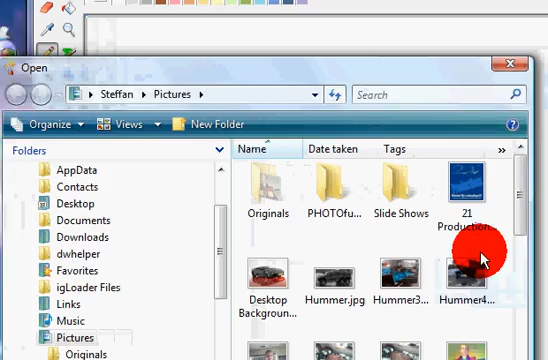 Open
Steffan Pictures
Search
Organize Views New Folder
Folders
Name Date taken Tags »
AppData
Contacts
Desktop
Documents
Downloads
dwhelper
Favorites
igLoader Files
Links
Music
Pictures
Originals
Originals PHOTOfu... Slide Shows 21
Production...
Desktop Hummer.jpg Hummer3... Hummer4...
Backgroun...